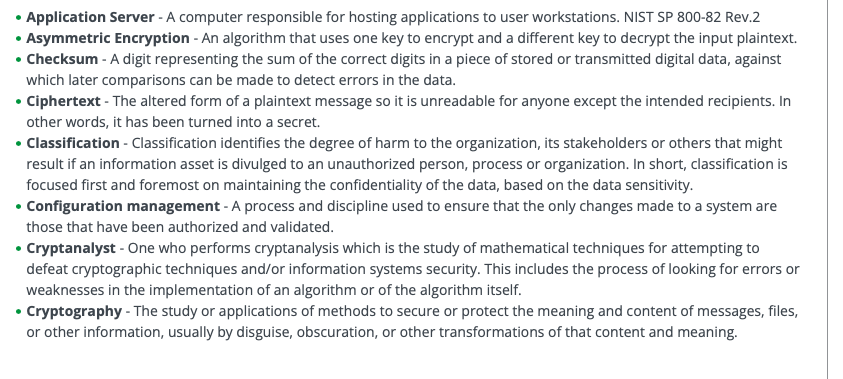 • Application Server - A computer responsible for hosting applications to user workstations. NIST SP 800-82 Rev.2
• Asymmetric Encryption - An algorithm that uses one key to encrypt and a different key to decrypt the input plaintext.
• Checksum - A digit representing the sum of the correct digits in a piece of stored or transmitted digital data, against
which later comparisons can be made to detect errors in the data.
• Ciphertext - The altered form of a plaintext message so it is unreadable for anyone except the intended recipients. In
other words, it has been turned into a secret.
• Classification - Classification identifies the degree of harm to the organization, its stakeholders or others that might
result if an information asset is divulged to an unauthorized person, process or organization. In short, classification is
focused first and foremost on maintaining the confidentiality of the data, based on the data sensitivity.
• Configuration management - A process and discipline used to ensure that the only changes made to a system are
those that have been authorized and validated.
• Cryptanalyst - One who performs cryptanalysis which is the study of mathematical techniques for attempting to
defeat cryptographic techniques and/or information systems security. This includes the process of looking for errors or
weaknesses in the implementation of an algorithm or of the algorithm itself.
• Cryptography - The study or applications of methods to secure or protect the meaning and content of messages, files,
or other information, usually by disguise, obscuration, or other transformations of that content and meaning.